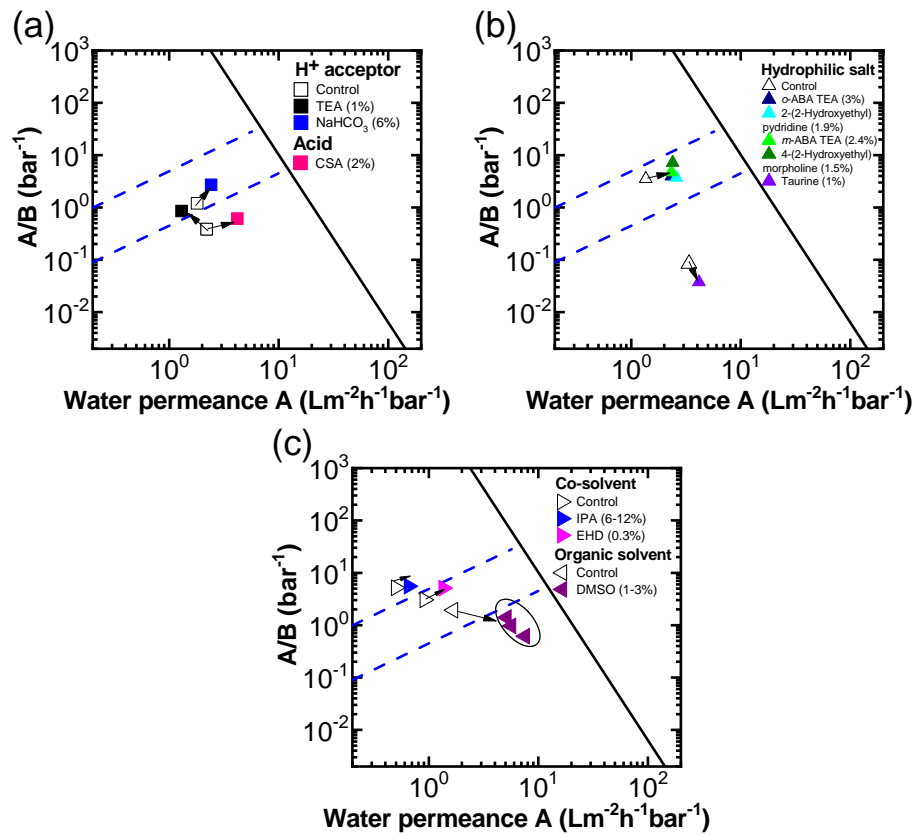 (a)
10³
10²
10¹
10⁰
10⁻¹
10⁻²
A/B (bar⁻¹)
H⁺ acceptor
Control
TEA (1%)
NaHCO₃ (6%)
Acid
CSA (2%)
10⁰
10¹
10²
Water permeance A (Lm⁻²h⁻¹bar⁻¹)
(b)
10³
10²
10¹
10⁰
10⁻¹
10⁻²
A/B (bar⁻¹)
Hydrophilic salt
Control
o-ABA TEA (3%)
2-(2-Hydroxyethyl)
pydridine (1.9%)
m-ABA TEA (2.4%)
4-(2-Hydroxyethyl)
morpholine (1.5%)
Taurine (1%)
10⁰
10¹
10²
Water permeance A (Lm⁻²h⁻¹bar⁻¹)
(c)
10³
10²
10¹
10⁰
10⁻¹
10⁻²
A/B (bar⁻¹)
Co-solvent
Control
IPA (6-12%)
EHD (0.3%)
Organic solvent
Control
DMSO (1-3%)
10⁰
10¹
10²
Water permeance A (Lm⁻²h⁻¹bar⁻¹)